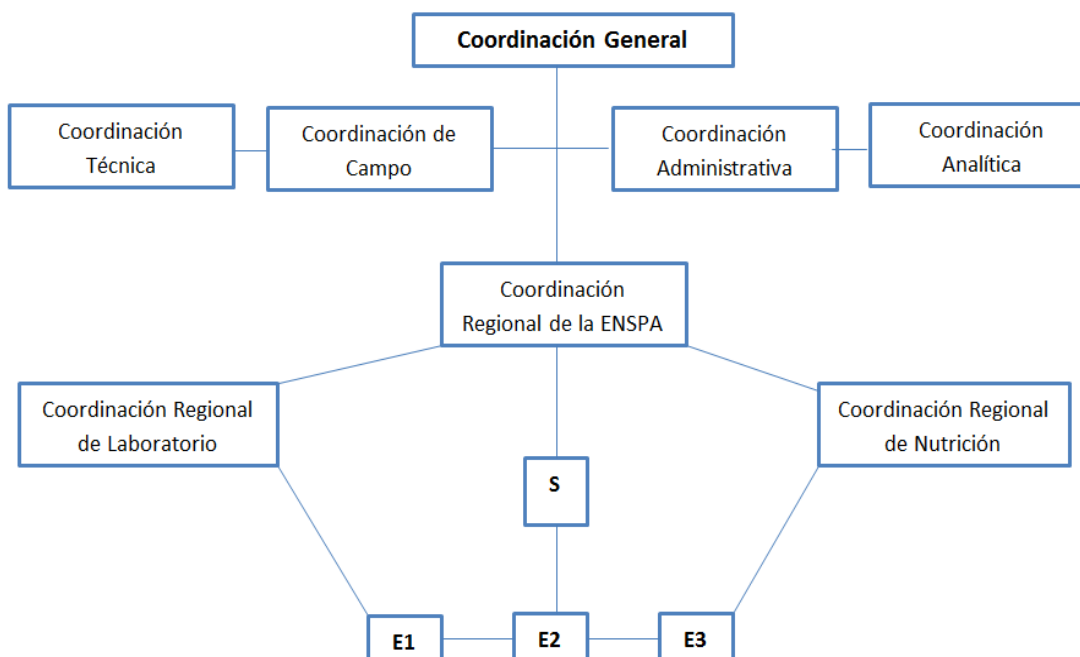 Coordinación General
Coordinación
Técnica
Coordinación de
Campo
Coordinación
Administrativa
Coordinación
Analítica
Coordinación
Regional de la ENSPA
Coordinación Regional
de Laboratorio
Coordinación Regional
de Nutrición
S
E1
E2
E3